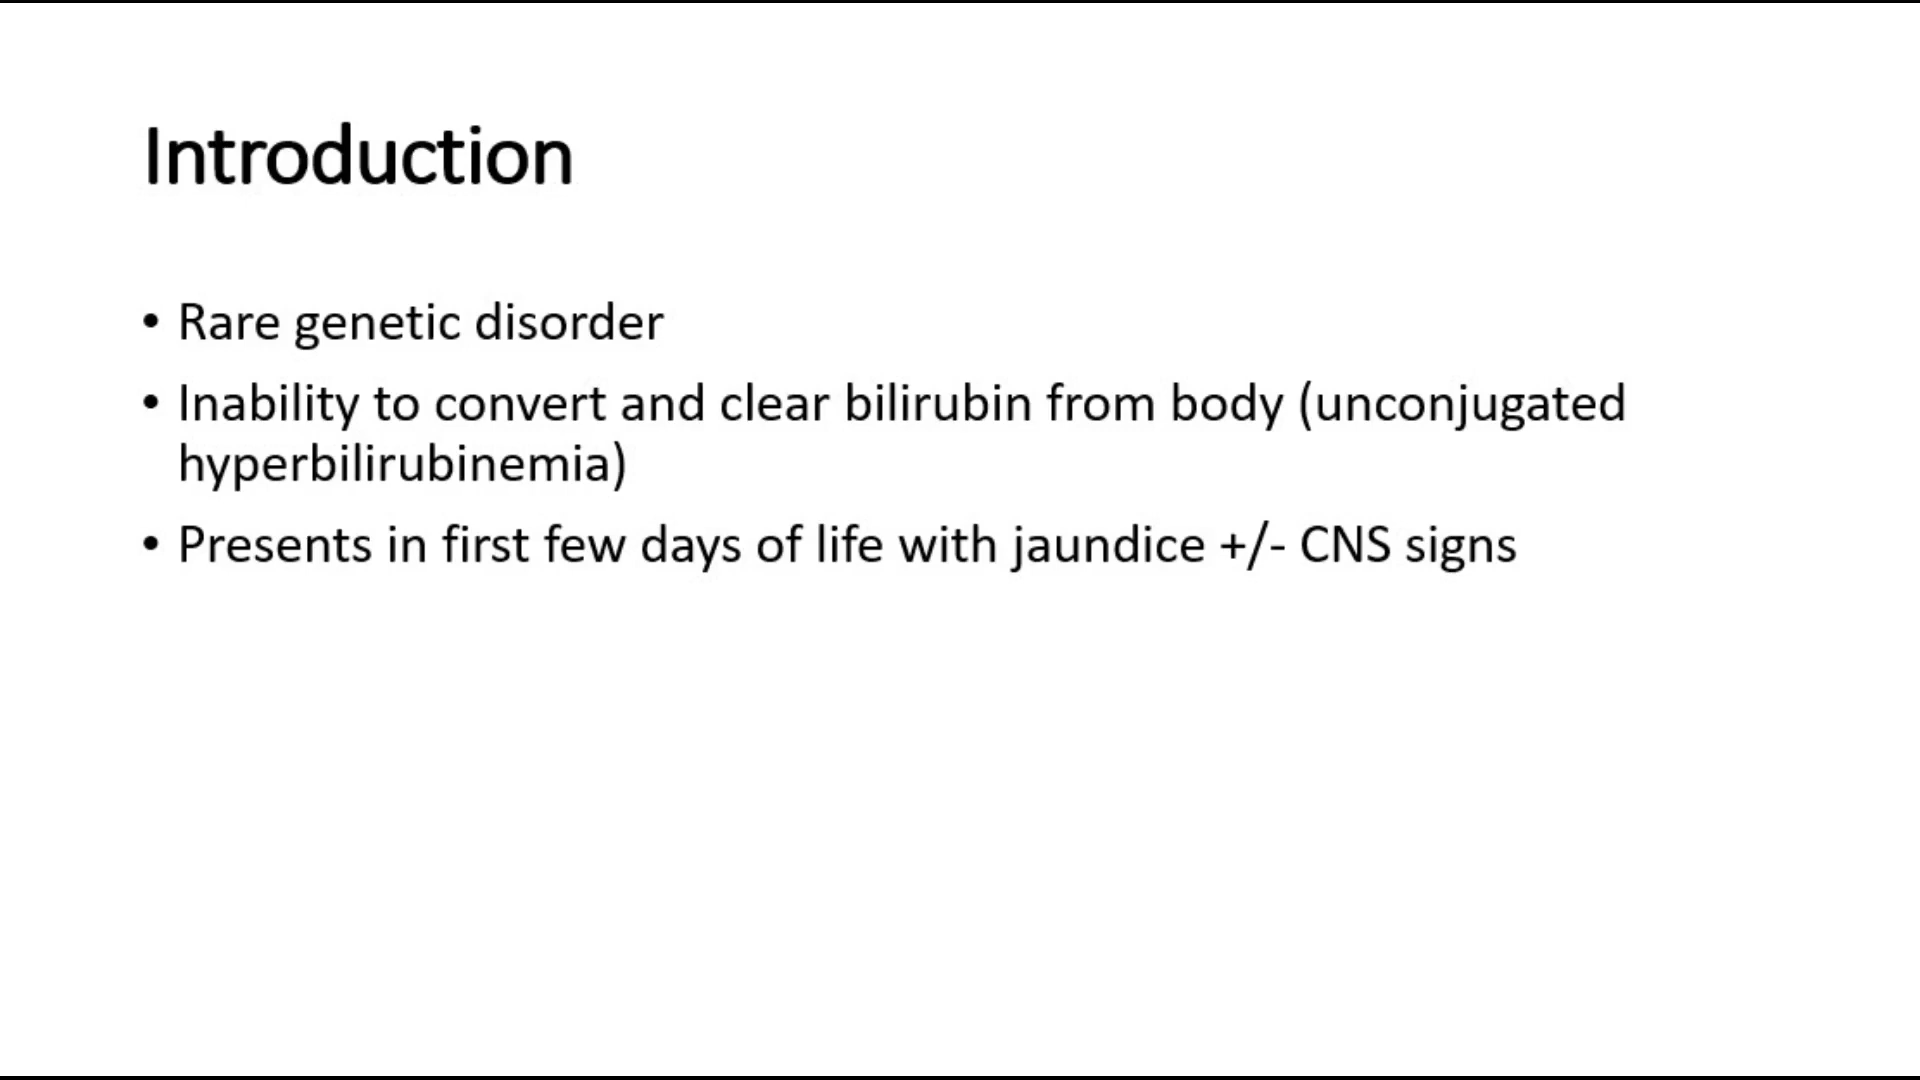 Introduction
• Rare genetic disorder
• Inability to convert and clear bilirubin from body (unconjugated
hyperbilirubinemia)
• Presents in first few days of life with jaundice +/- CNS signs